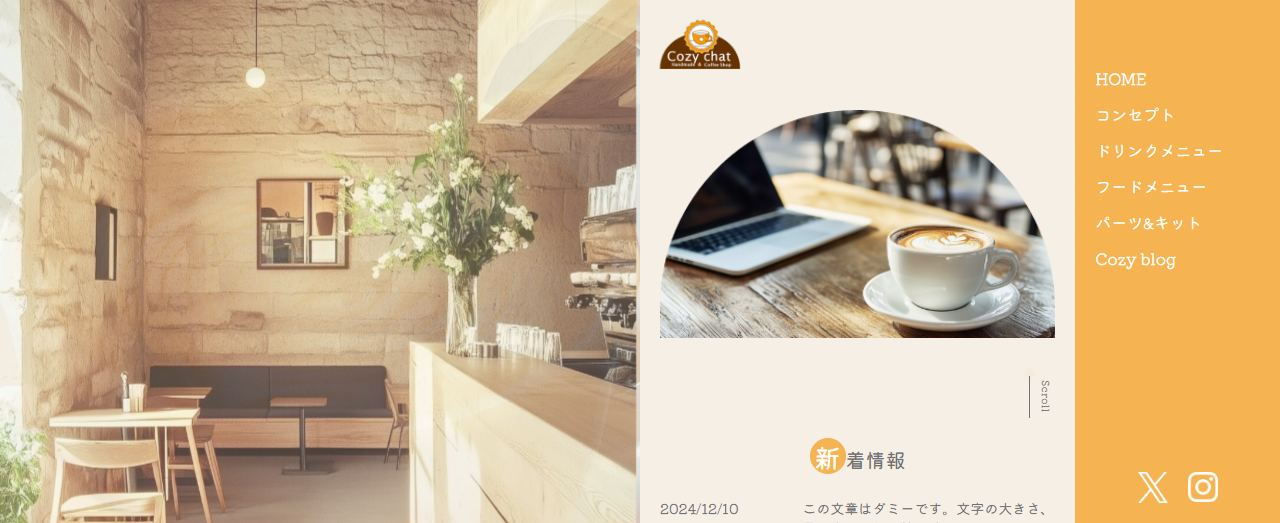 Cozy chat
Handmade & Coffee Shop
HOME
コンセプト
ドリンクメニュー
フードメニュー
パーツ&キット
Cozy blog
Scroll
新着情報
2024/12/10
この文章はダミーです。文字の大きさ、